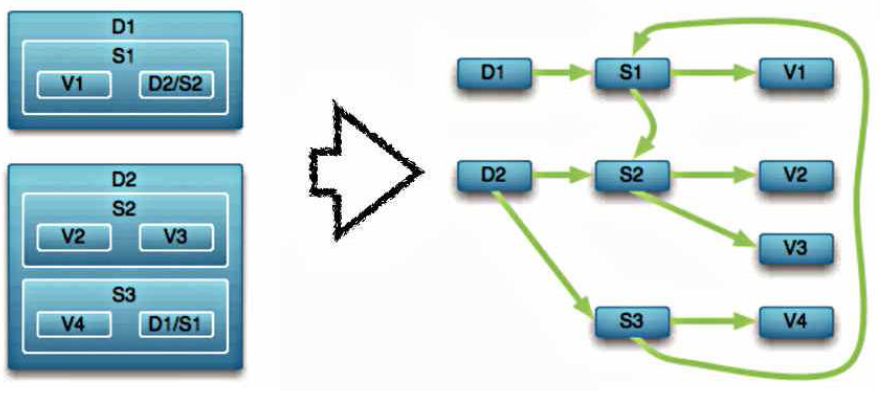 D1
S1
V1 D2/S2
D2
S2
V2 V3
S3
V4 D1/S1
D1 S1 V1
D2 S2 V2
V3
S3 V4